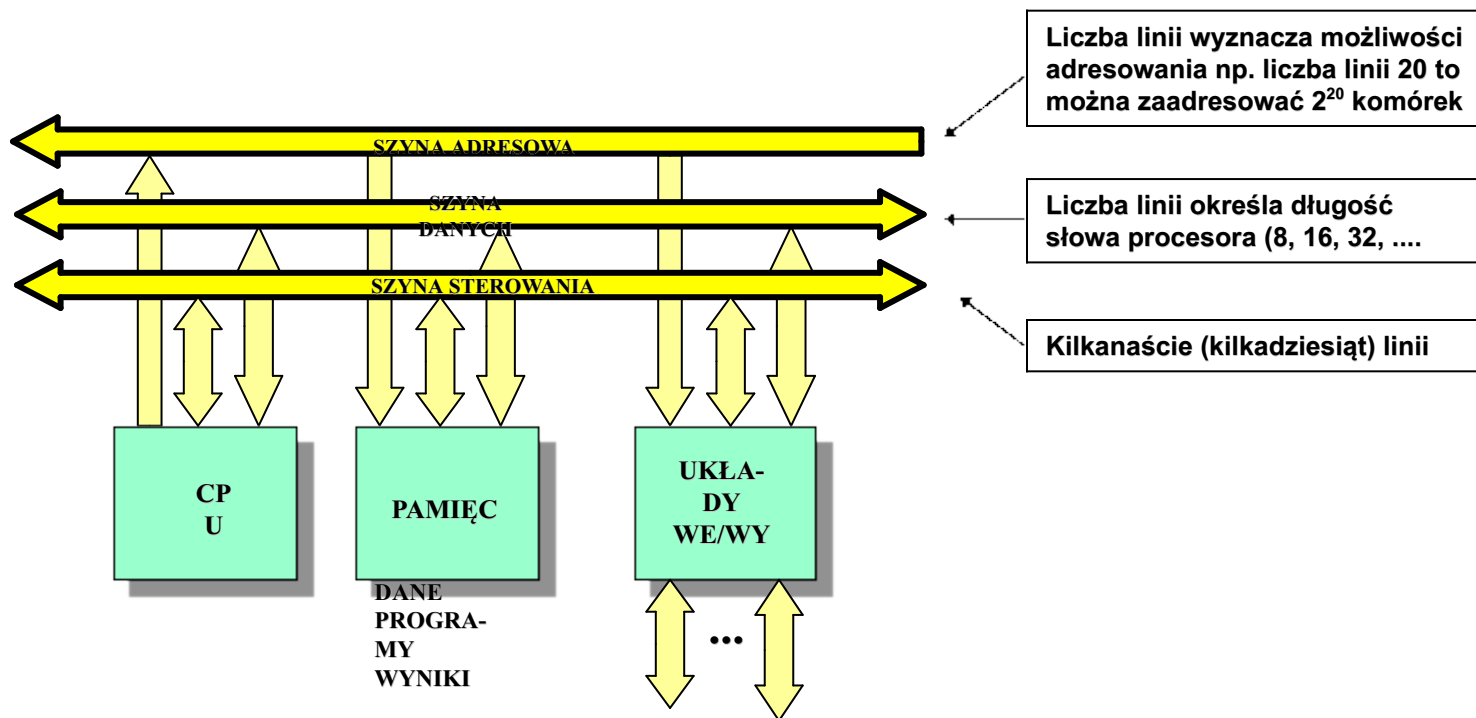 Liczba linii wyznacza możliwości
adresowania np. liczba linii 20 to
można zaadresować 2²⁰ komórek
SZYNA ADRESOWA
SZYNA
DANYCH
Liczba linii określa długość
słowa procesora (8, 16, 32, ....
SZYNA STEROWANIA
Kilkanaście (kilkadziesiąt) linii
CP
U
PAMIĘC
UKŁA-
DY
WE/WY
DANE
PROGRA-
MY
WYNIKI
...